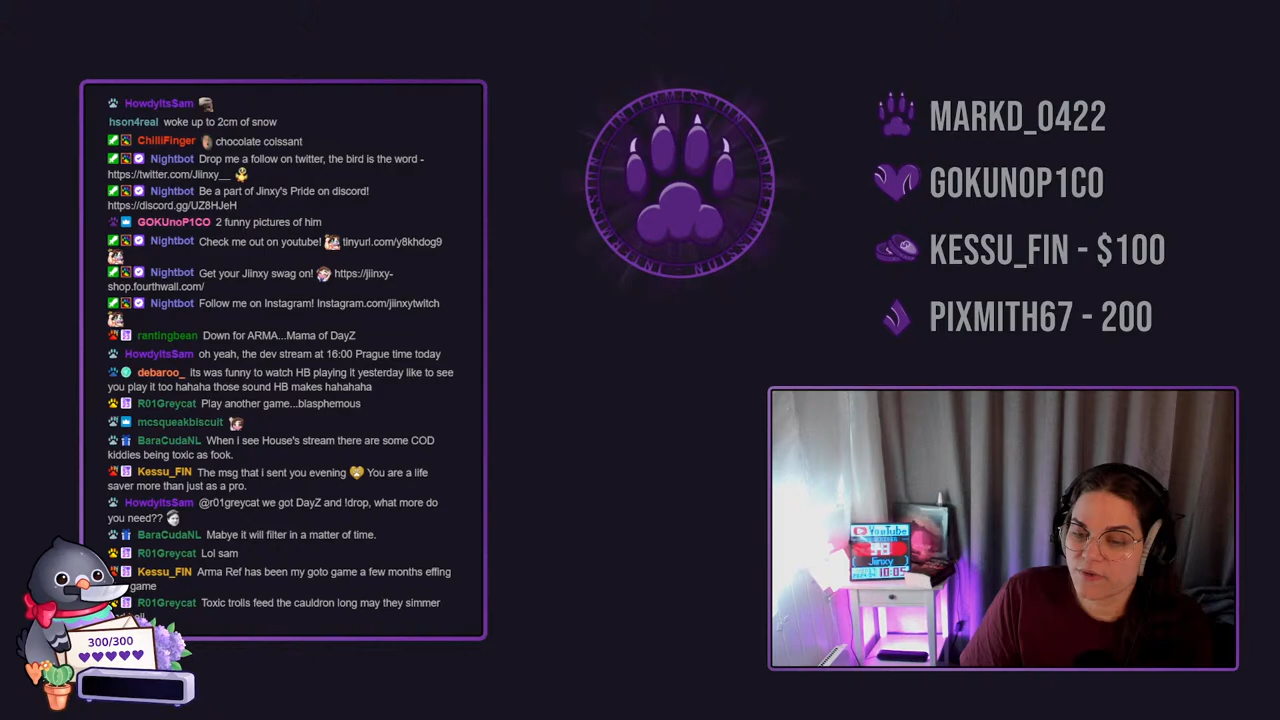 HowdyItsSam
hson4real woke up to 2cm of snow
ChilliFinger chocolate coissant
Nightbot Drop me a follow on twitter, the bird is the word -
https://twitter.com/Jiinxy__
Nightbot Be a part of Jinxy's Pride on discord!
https://discord.gg/UZ8HJeH
GOKUnoP1CO 2 funny pictures of him
Nightbot Check me out on youtube! tinyurl.com/y8khdog9
Nightbot Get your Jiinxy swag on! https://jiinxy-
shop.fourthwall.com/
Nightbot Follow me on Instagram! Instagram.com/jiinxytwitch
rantingbean Down for ARMA...Mama of DayZ
HowdyItsSam oh yeah, the dev stream at 16:00 Prague time today
debaroo_ its was funny to watch HB playing it yesterday like to see
you play it too hahaha those sound HB makes hahahaha
R01Greycat Play another game...blasphemous
mcsqueakbiscuit
BaraCudaNL When I see House's stream there are some COD
kiddies being toxic as fook.
Kessu_FIN The msg that i sent you evening You are a life
saver more than just as a pro.
HowdyItsSam @r01greycat we got DayZ and !drop, what more do
you need??
BaraCudaNL Mabye it will filter in a matter of time.
R01Greycat Lol sam
Kessu_FIN Arma Ref has been my goto game a few months effing
game
R01Greycat Toxic trolls feed the cauldron long may they simmer
300/300
INTERMISSION INTERMISSION INTERMISSION
MARKD_0422
GOKUNOP1CO
KESSU_FIN - $100
PIXMITH67 - 200
YouTube
Jiinxy
10:05